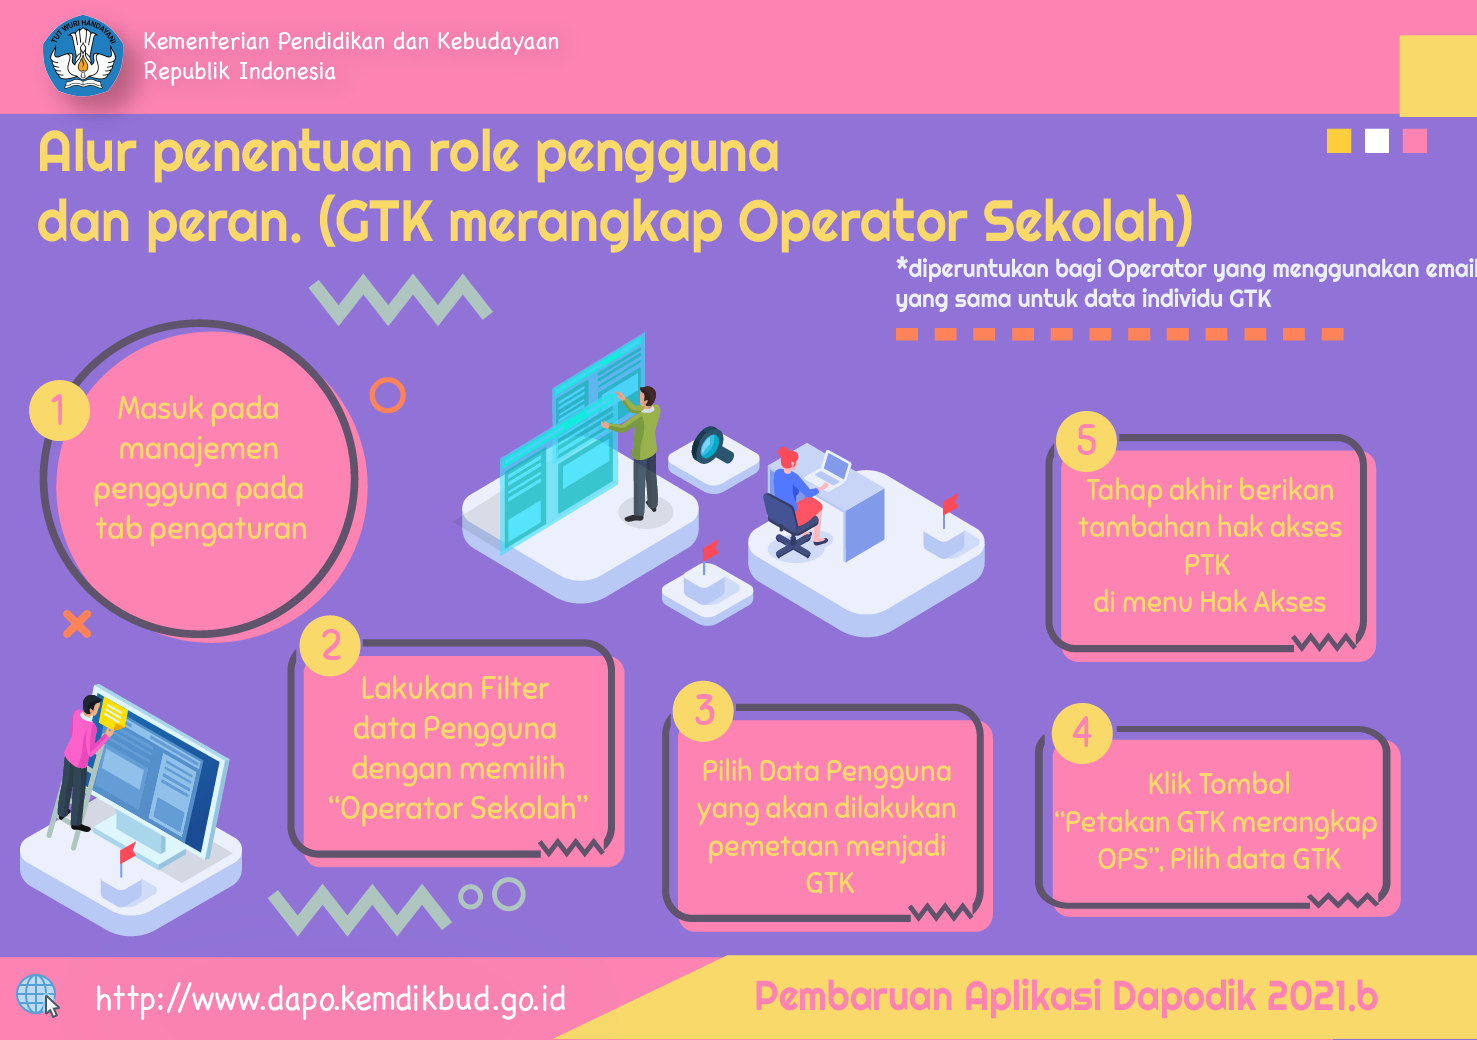 TUT WURI HANDAYANI
Kementerian Pendidikan dan Kebudayaan
Republik Indonesia
Alur penentuan role pengguna
dan peran. (GTK merangkap Operator Sekolah)
*diperuntukan bagi Operator yang menggunakan email
yang sama untuk data individu GTK
1
Masuk pada
manajemen
pengguna pada
tab pengaturan
2
Lakukan Filter
data Pengguna
dengan memilih
“Operator Sekolah”
3
Pilih Data Pengguna
yang akan dilakukan
pemetaan menjadi
GTK
4
Klik Tombol
“Petakan GTK merangkap
OPS”, Pilih data GTK
5
Tahap akhir berikan
tambahan hak akses
PTK
di menu Hak Akses
http://www.dapo.kemdikbud.go.id
Pembaruan Aplikasi Dapodik 2021.b